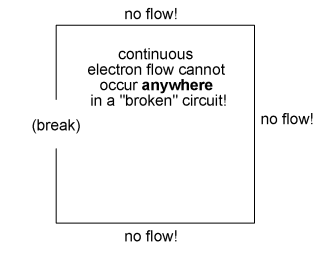 no flow!
continuous
electron flow cannot
occur anywhere
in a "broken" circuit!
(break)
no flow!
no flow!